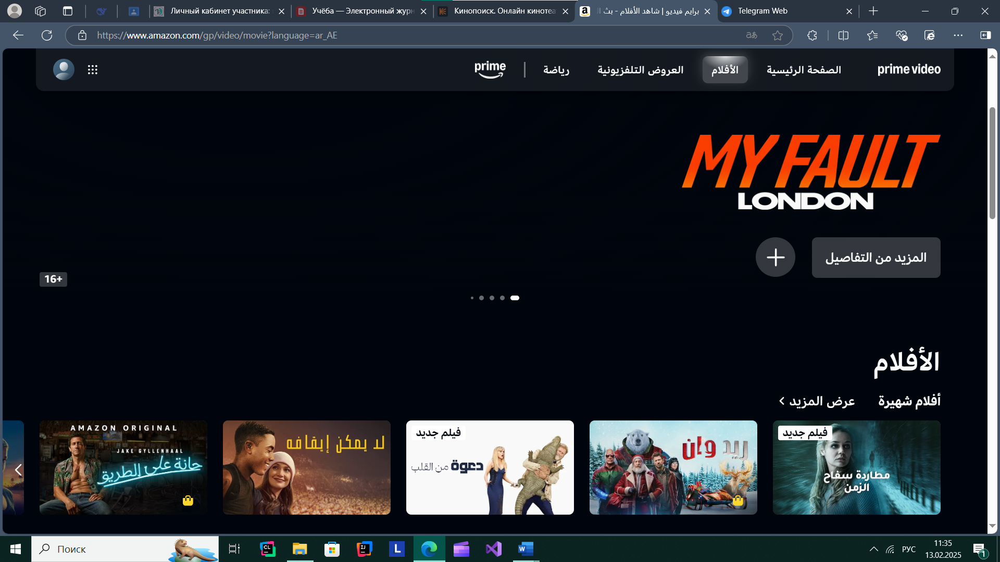 Личный кабинет участника:
Учёба — Электронный журн
Кинопоиск. Онлайн кинотеа
برايم فيديو | شاهد الأفلام - بث ا
Telegram Web
https://www.amazon.com/gp/video/movie?language=ar_AE
prime video
الصفحة الرئيسية
الأفلام
العروض التلفزيونية
رياضة
prime
MY FAULT
LONDON
المزيد من التفاصيل
16+
الأفلام
أفلام شهيرة
عرض المزيد
فيلم جديد
مطاردة سفاح
الزمن
ريد وان
فيلم جديد
دعوة من القلب
لا يمكن إيقافه
AMAZON ORIGINAL
JAKE GYLLENHAAL
حانة على الطريق
Поиск
РУС
11:35
13.02.2025
1